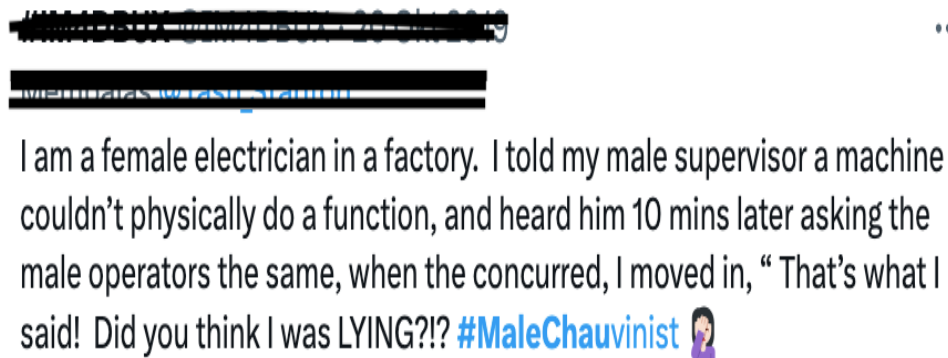 I am a female electrician in a factory. I told my male supervisor a machine
couldn't physically do a function, and heard him 10 mins later asking the
male operators the same, when the concurred, I moved in, “ That's what I
said! Did you think I was LYING?!? #MaleChauvinist